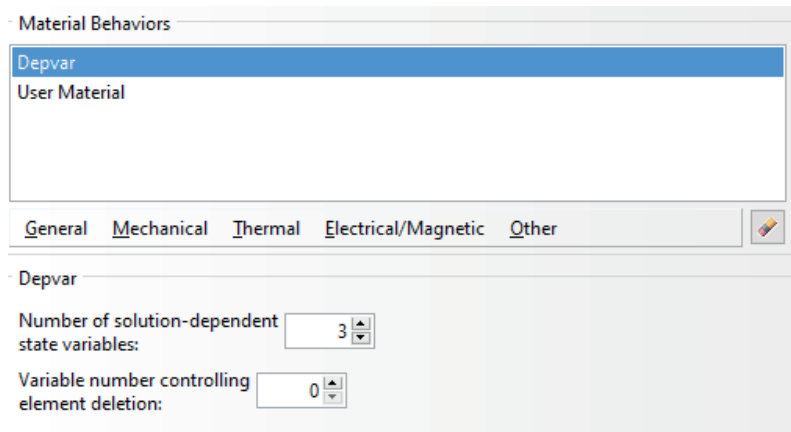 Material Behaviors
Depvar
User Material
General Mechanical Thermal Electrical/Magnetic Other
Depvar
Number of solution-dependent
state variables: 3
Variable number controlling
element deletion: 0